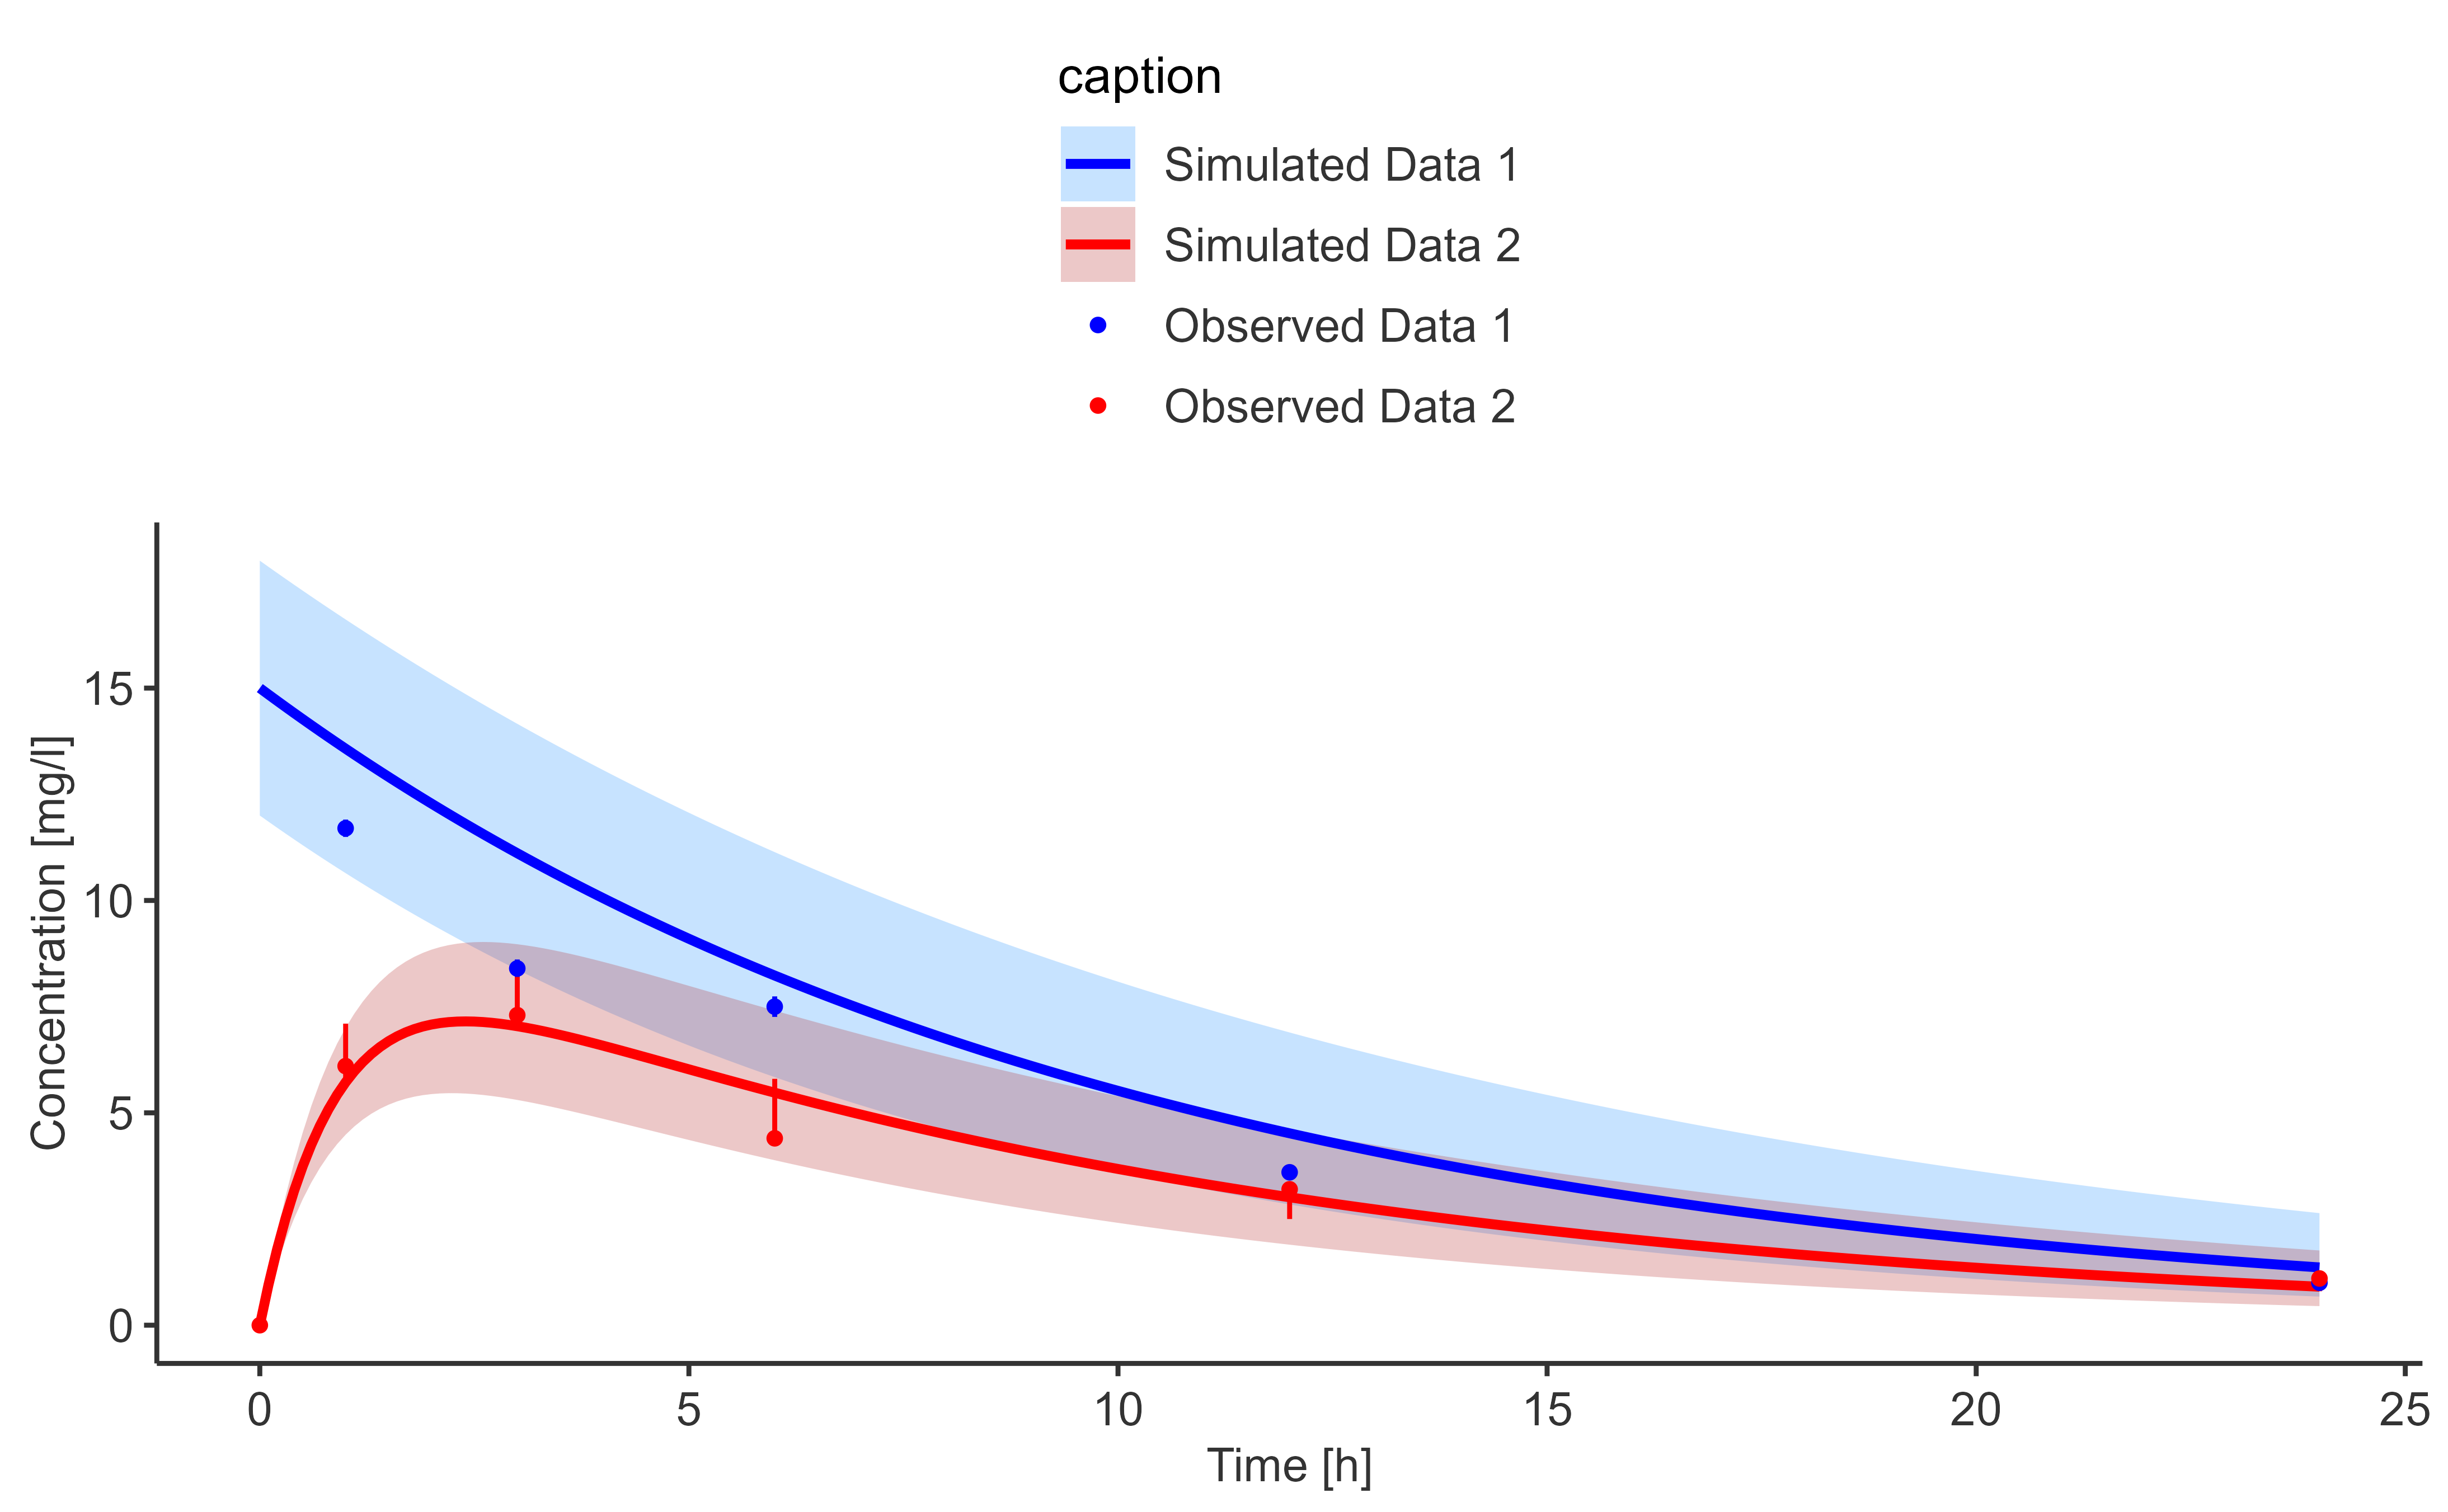 caption
Simulated Data 1
Simulated Data 2
Observed Data 1
Observed Data 2
Concentration [mg/l]
15
10
5
0
0 5 10 15 20 25
Time [h]